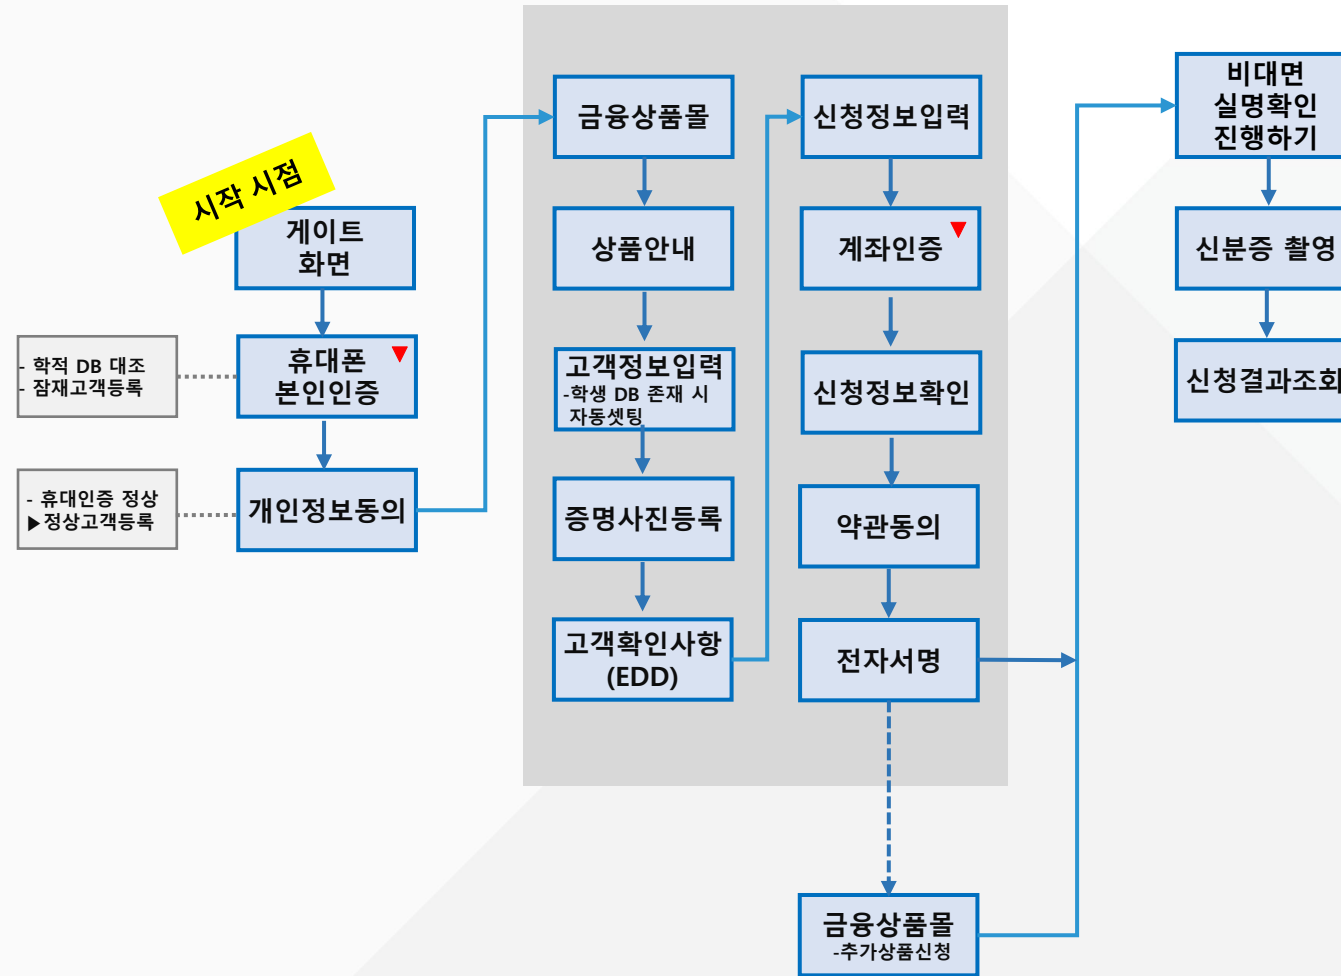 시작 시점
게이트
화면
- 학적 DB 대조
- 잠재고객등록
휴대폰
본인인증
- 휴대인증 정상
▶정상고객등록
개인정보동의
금융상품몰
상품안내
고객정보입력
-학생 DB 존재 시
자동셋팅
증명사진등록
고객확인사항
(EDD)
신청정보입력
계좌인증
신청정보확인
약관동의
전자서명
금융상품몰
-추가상품신청
비대면
실명확인
진행하기
신분증 촬영
신청결과조회